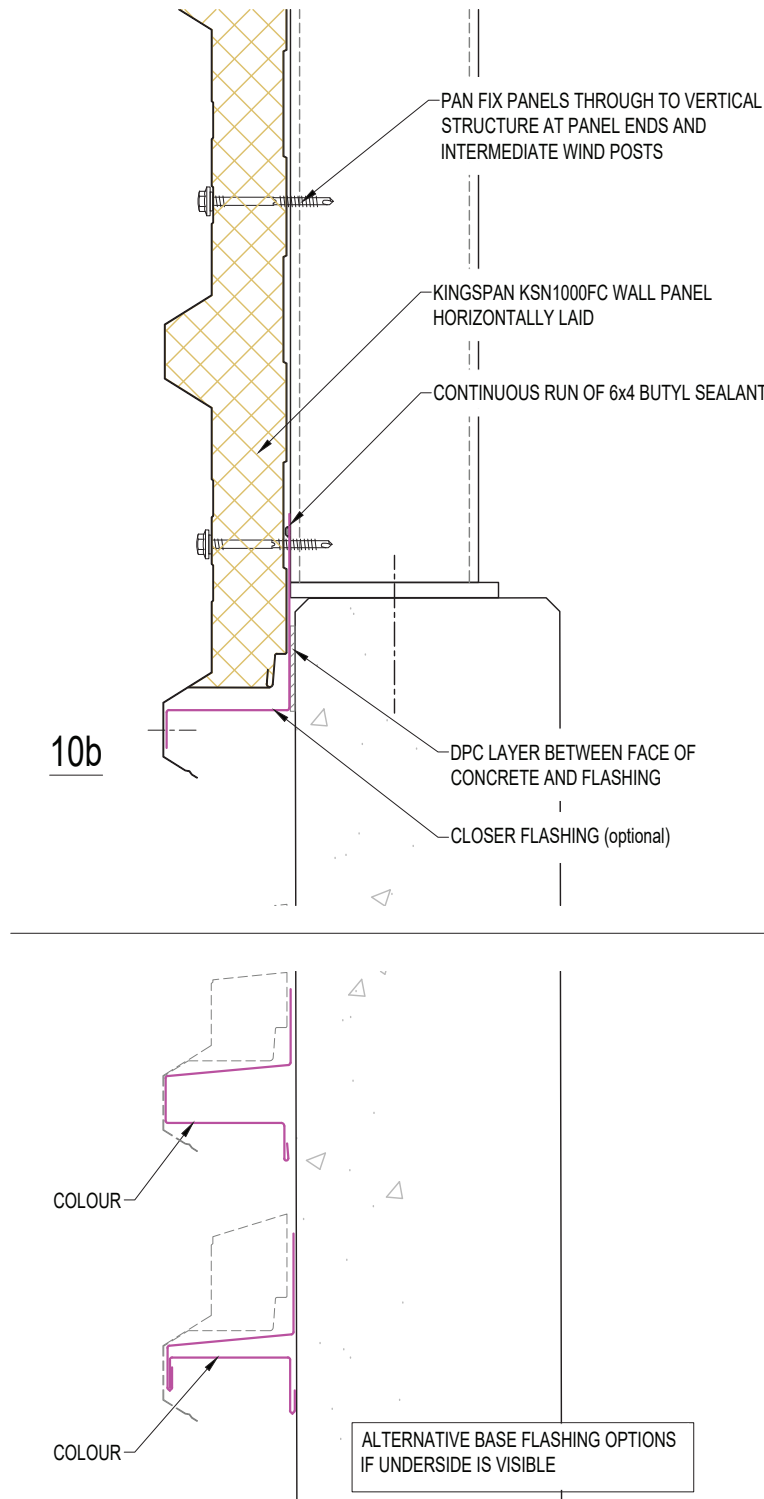 PAN FIX PANELS THROUGH TO VERTICAL
STRUCTURE AT PANEL ENDS AND
INTERMEDIATE WIND POSTS
KINGSPAN KSN1000FC WALL PANEL
HORIZONTALLY LAID
CONTINUOUS RUN OF 6x4 BUTYL SEALANT
10b
DPC LAYER BETWEEN FACE OF
CONCRETE AND FLASHING
CLOSER FLASHING (optional)
COLOUR
COLOUR
ALTERNATIVE BASE FLASHING OPTIONS
IF UNDERSIDE IS VISIBLE